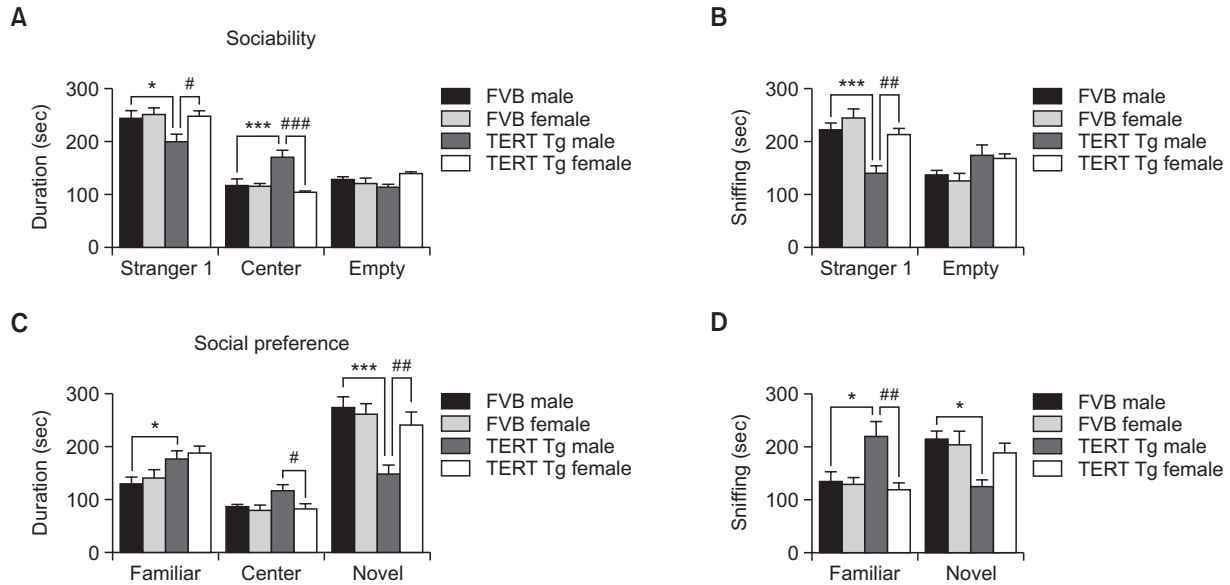 A
Sociability
Duration (sec)
300
200
100
0
*
#
***
###
Stranger 1
Center
Empty
FVB male
FVB female
TERT Tg male
TERT Tg female
B
Sniffing (sec)
300
200
100
0
***
##
Stranger 1
Empty
FVB male
FVB female
TERT Tg male
TERT Tg female
C
Social preference
Duration (sec)
300
200
100
0
*
#
***
##
Familiar
Center
Novel
FVB male
FVB female
TERT Tg male
TERT Tg female
D
Sniffing (sec)
300
200
100
0
*
##
*
Familiar
Novel
FVB male
FVB female
TERT Tg male
TERT Tg female